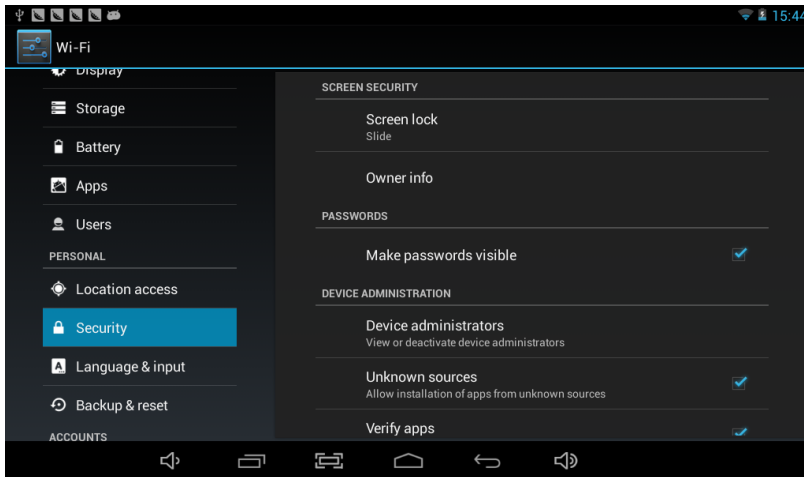 15:44
Wi-Fi
Display
Storage
Battery
Apps
Users
PERSONAL
Location access
Security
Language & input
Backup & reset
ACCOUNTS
SCREEN SECURITY
Screen lock
Slide
Owner info
PASSWORDS
Make passwords visible
DEVICE ADMINISTRATION
Device administrators
View or deactivate device administrators
Unknown sources
Allow installation of apps from unknown sources
Verify apps